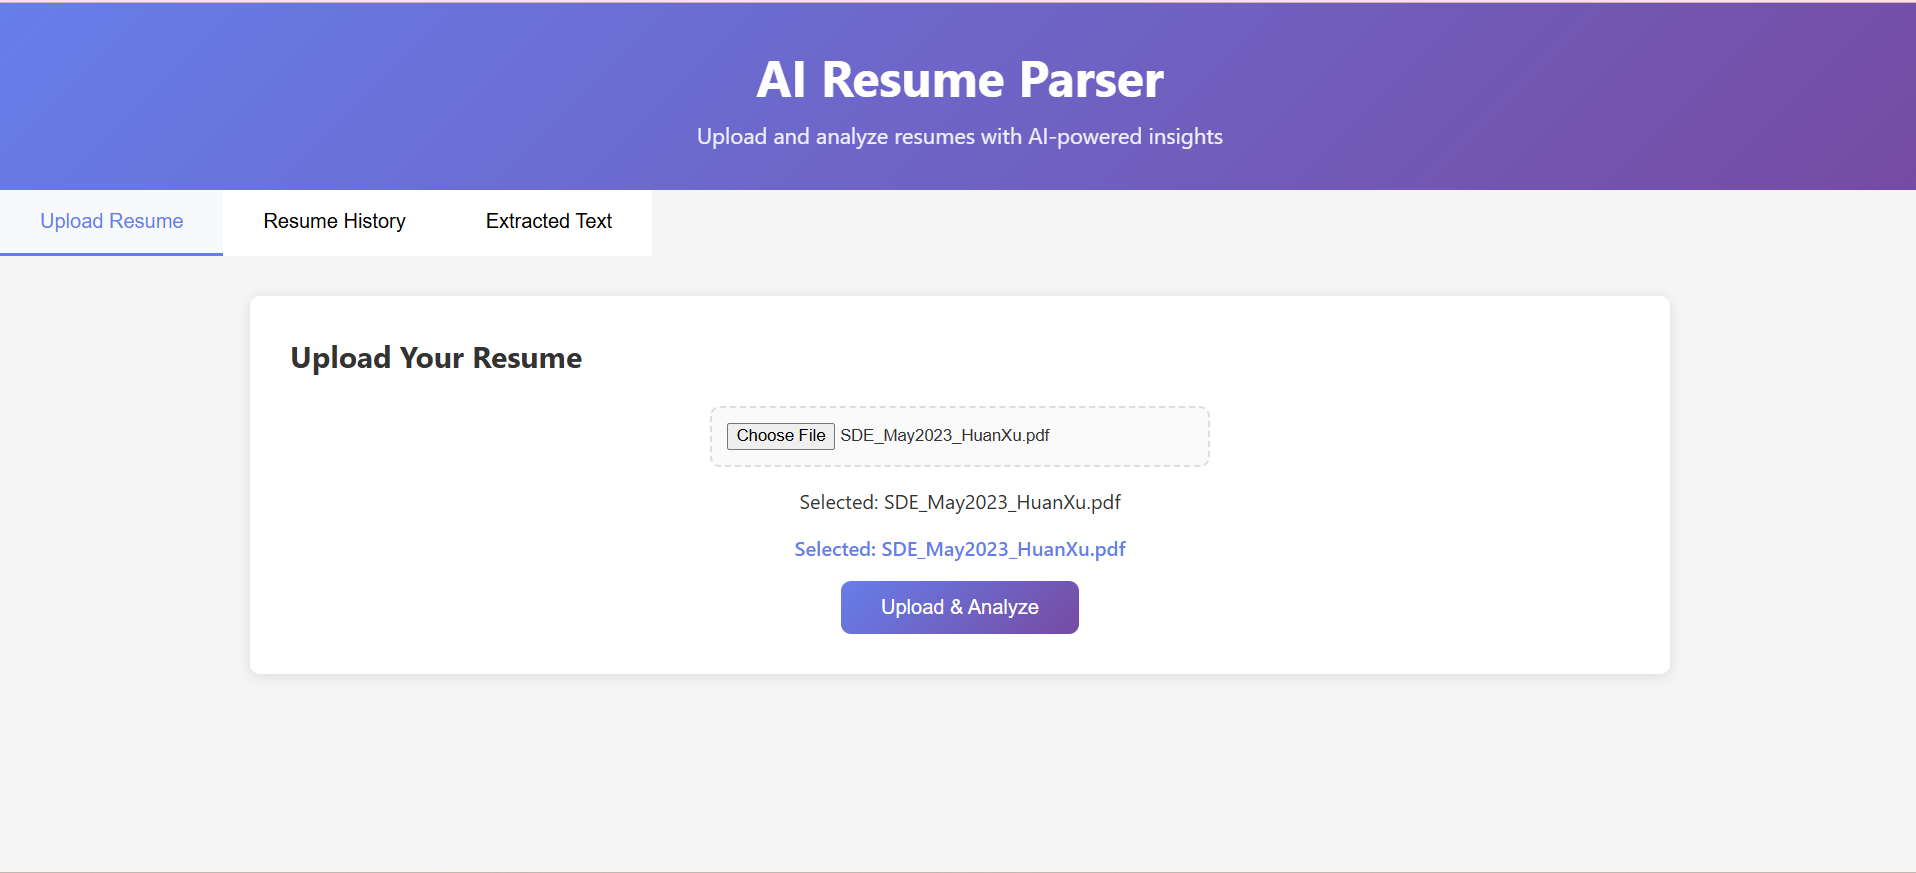 AI Resume Parser
Upload and analyze resumes with AI-powered insights
Upload Resume Resume History Extracted Text
Upload Your Resume
Choose File SDE_May2023_HuanXu.pdf
Selected: SDE_May2023_HuanXu.pdf
Selected: SDE_May2023_HuanXu.pdf
Upload & Analyze